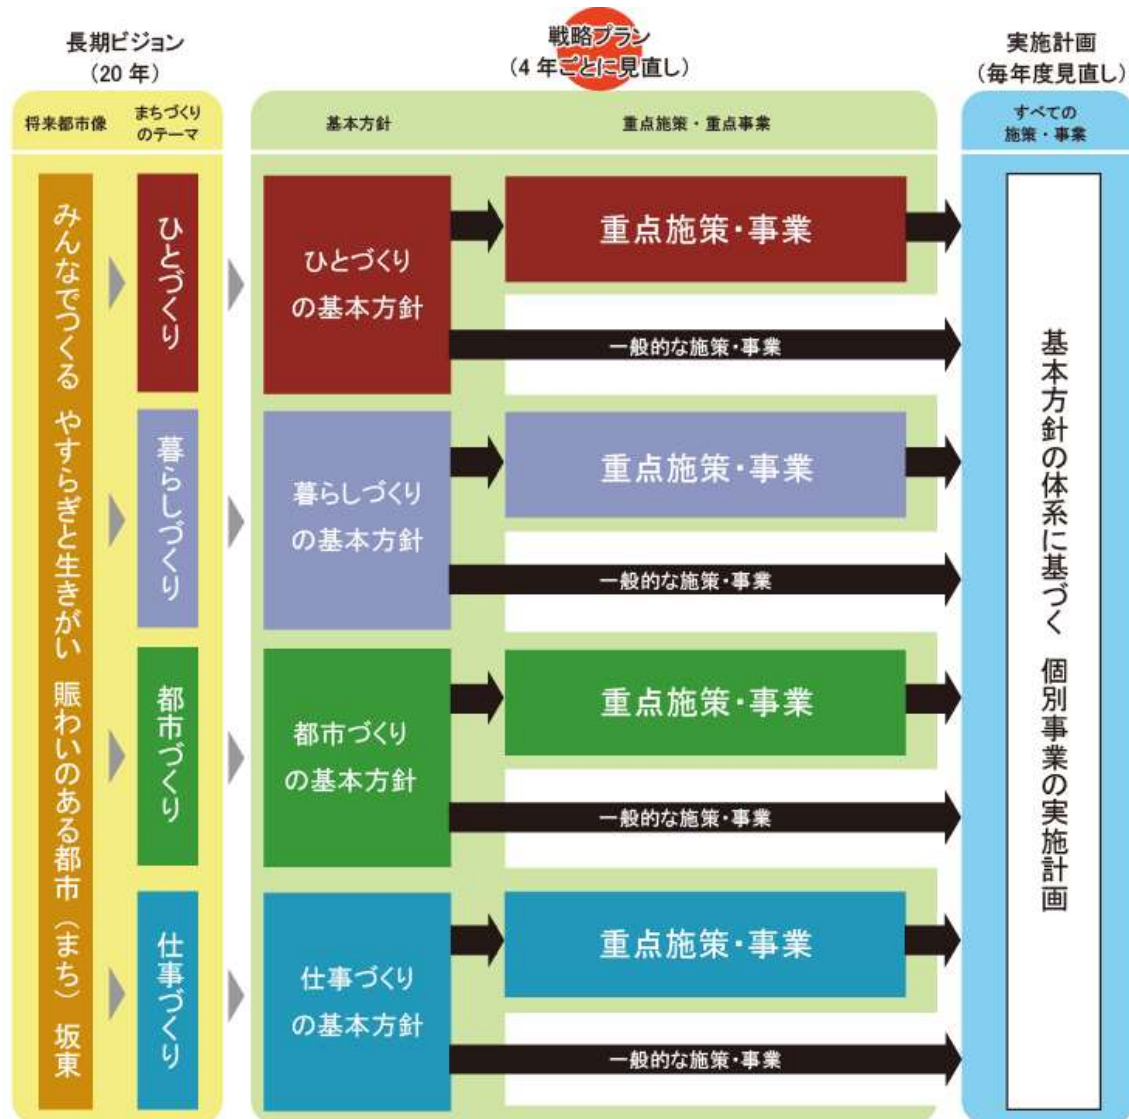 長期ビジョン
(20年)
戦略プラン
(4年ごとに見直し)
実施計画
(毎年度見直し)
将来都市像
まちづくり
のテーマ
基本方針
重点施策・重点事業
すべての
施策・事業
みんなでつくる やすらぎと生きがい 賑わいのある都市(まち) 坂東
ひとづくり
ひとづくり
の基本方針
重点施策・事業
一般的な施策・事業
暮らしづくり
暮らしづくり
の基本方針
重点施策・事業
一般的な施策・事業
都市づくり
都市づくり
の基本方針
重点施策・事業
一般的な施策・事業
仕事づくり
仕事づくり
の基本方針
重点施策・事業
一般的な施策・事業
基本方針の体系に基づく 個別事業の実施計画